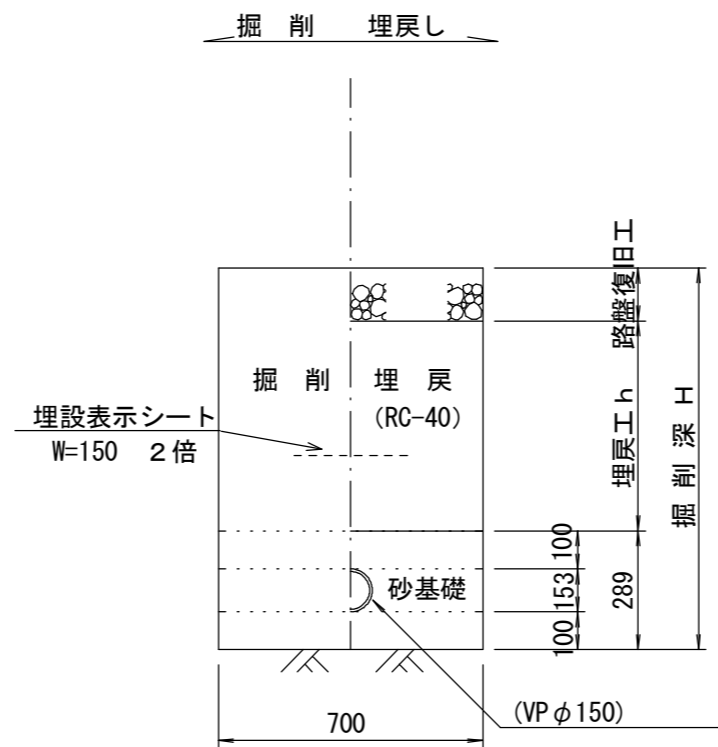 掘 削 埋戻し
路盤復旧工
掘 削 埋 戻
(RC-40)
埋設表示シート
W=150 2倍
埋戻工h
掘削深H
100
砂基礎
153
289
100
700
(VPφ150)